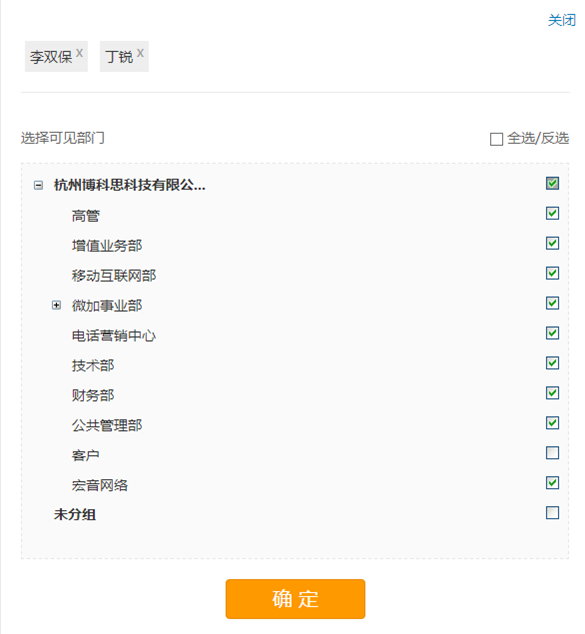 关闭
李双保 x 丁锐 x
选择可见部门 全选/反选
杭州博科思科技有限公...
高管
增值业务部
移动互联网部
微加事业部
电话营销中心
技术部
财务部
公共管理部
客户
宏音网络
未分组
确 定